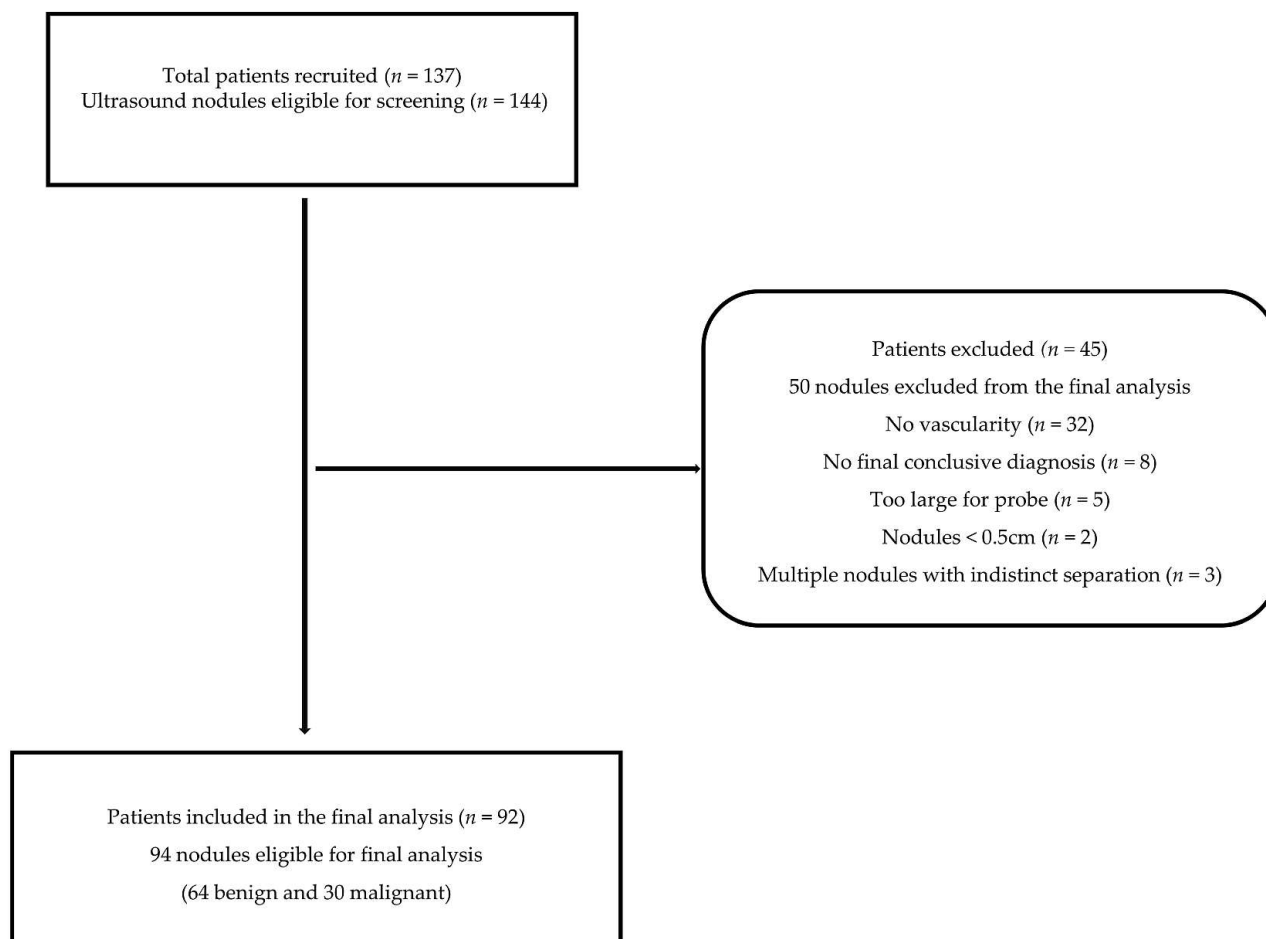 Total patients recruited (n = 137)
Ultrasound nodules eligible for screening (n = 144)
Patients excluded (n = 45)
50 nodules excluded from the final analysis
No vascularity (n = 32)
No final conclusive diagnosis (n = 8)
Too large for probe (n = 5)
Nodules < 0.5cm (n = 2)
Multiple nodules with indistinct separation (n = 3)
Patients included in the final analysis (n = 92)
94 nodules eligible for final analysis
(64 benign and 30 malignant)